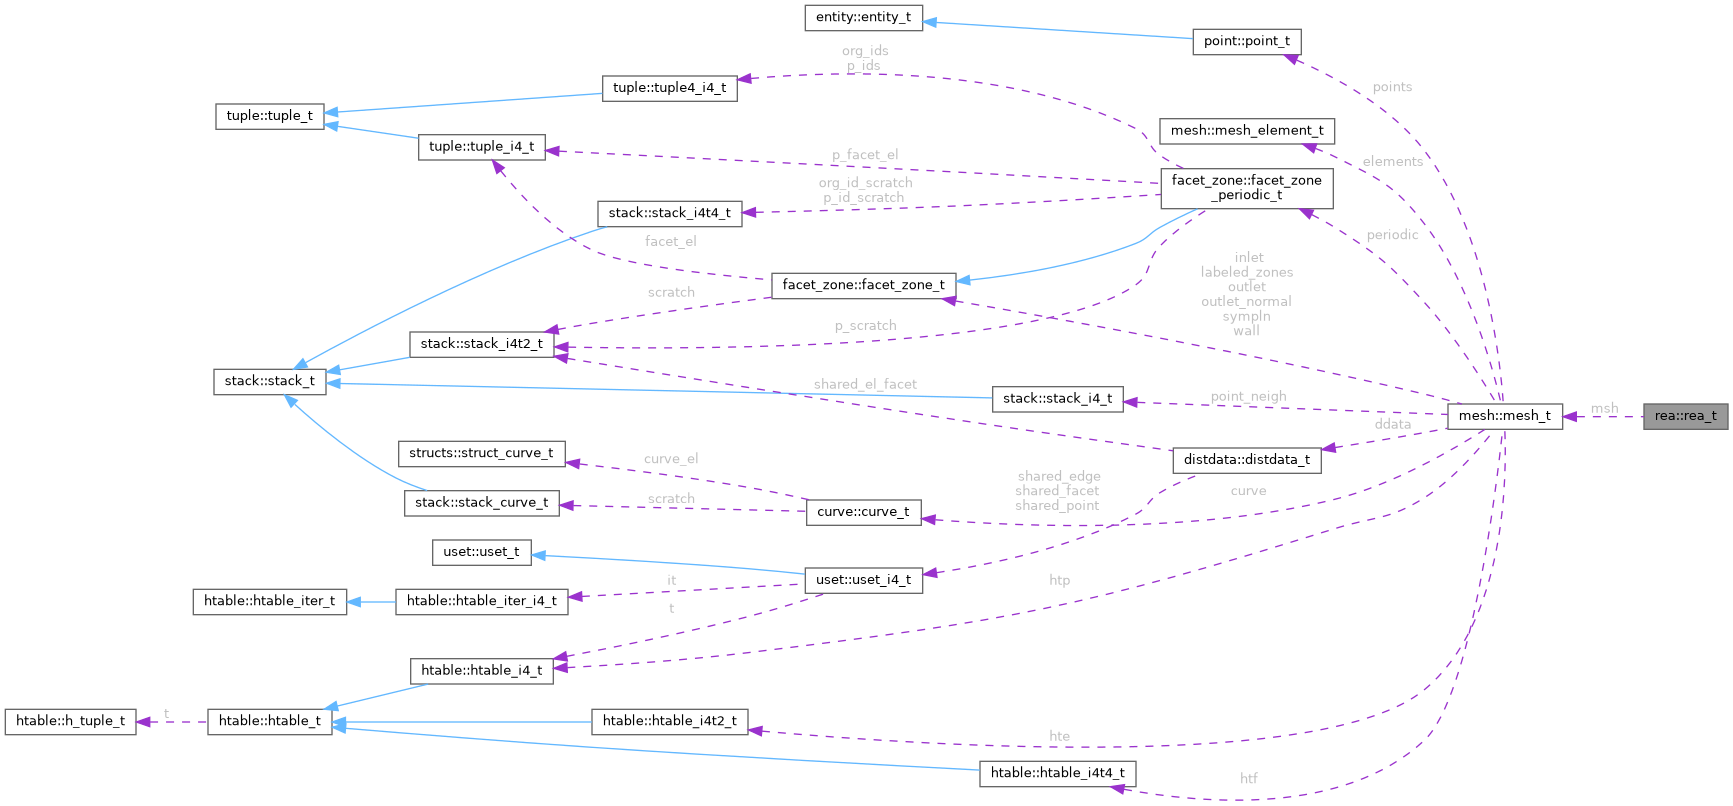 entity::entity_t
point::point_t
org_ids
p_ids
points
tuple::tuple4_i4_t
tuple::tuple_t
mesh::mesh_element_t
tuple::tuple_i4_t
p_facet_el
elements
facet_zone::facet_zone
_periodic_t
org_id_scratch
p_id_scratch
stack::stack_i4t4_t
facet_el
periodic
inlet
labeled_zones
outlet
outlet_normal
sympln
wall
facet_zone::facet_zone_t
scratch
p_scratch
stack::stack_i4t2_t
stack::stack_t
shared_el_facet
stack::stack_i4_t
point_neigh
mesh::mesh_t
msh
rea::rea_t
ddata
structs::struct_curve_t
curve_el
distdata::distdata_t
shared_edge
shared_facet
shared_point
curve
stack::stack_curve_t
scratch
curve::curve_t
uset::uset_t
uset::uset_i4_t
it
htp
htable::htable_iter_t
htable::htable_iter_i4_t
t
htable::htable_i4_t
htable::h_tuple_t
t
htable::htable_t
htable::htable_i4t2_t
hte
htable::htable_i4t4_t
htf